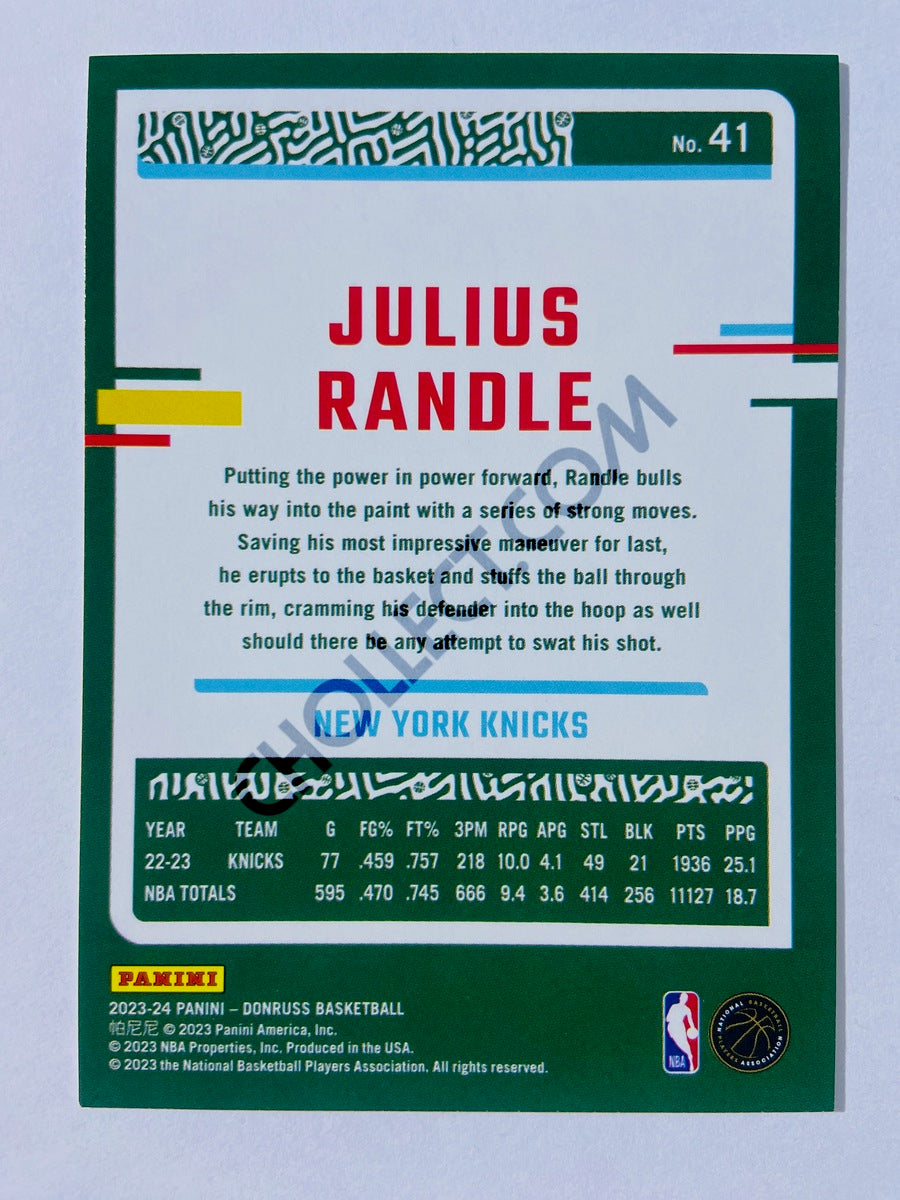 No. 41
JULIUS
RANDLE
Putting the power in power forward, Randle bulls
his way into the paint with a series of strong moves.
Saving his most impressive maneuver for last,
he erupts to the basket and stuffs the ball through
the rim, cramming his defender into the hoop as well
should there be any attempt to swat his shot.
CHOLLECT.COM
NEW YORK KNICKS
YEAR TEAM G FG% FT% 3PM RPG APG STL BLK PTS PPG
22-23 KNICKS 77 .459 .757 218 10.0 4.1 49 21 1936 25.1
NBA TOTALS 595 .470 .745 666 9.4 3.6 414 256 11127 18.7
PANINI
2023-24 PANINI – DONRUSS BASKETBALL
帕尼尼 © 2023 Panini America, Inc.
© 2023 NBA Properties, Inc. Produced in the USA.
© 2023 the National Basketball Players Association. All rights reserved.
NBA
NATIONAL BASKETBALL
PLAYERS ASSOCIATION